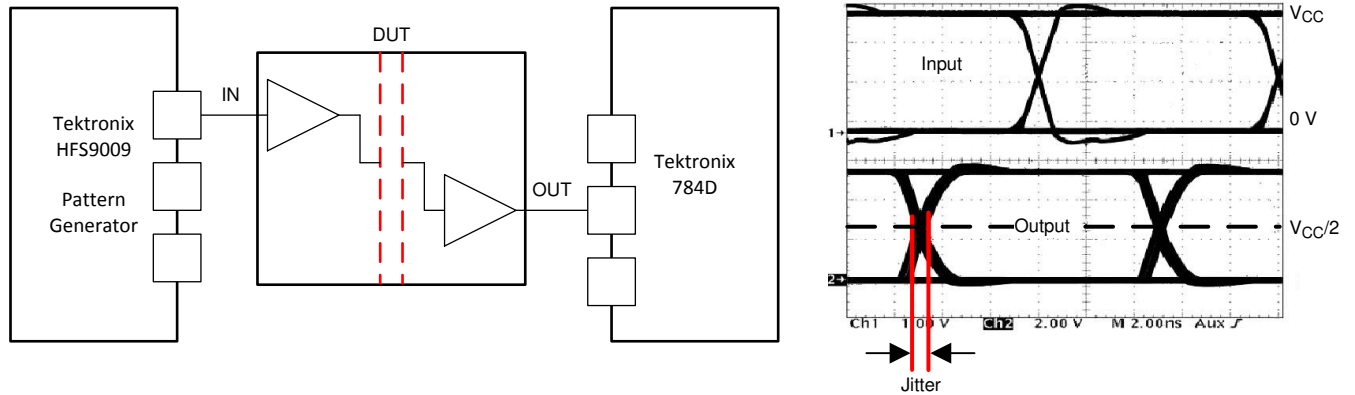 DUT
IN
Tektronix
HFS9009
Pattern
Generator
OUT
Tektronix
784D
VCC
Input
0 V
1→
Output
VCC/2
2→
Ch1 1.00 V Ch2 2.00 V M 2.00ns Aux ƒ
Jitter